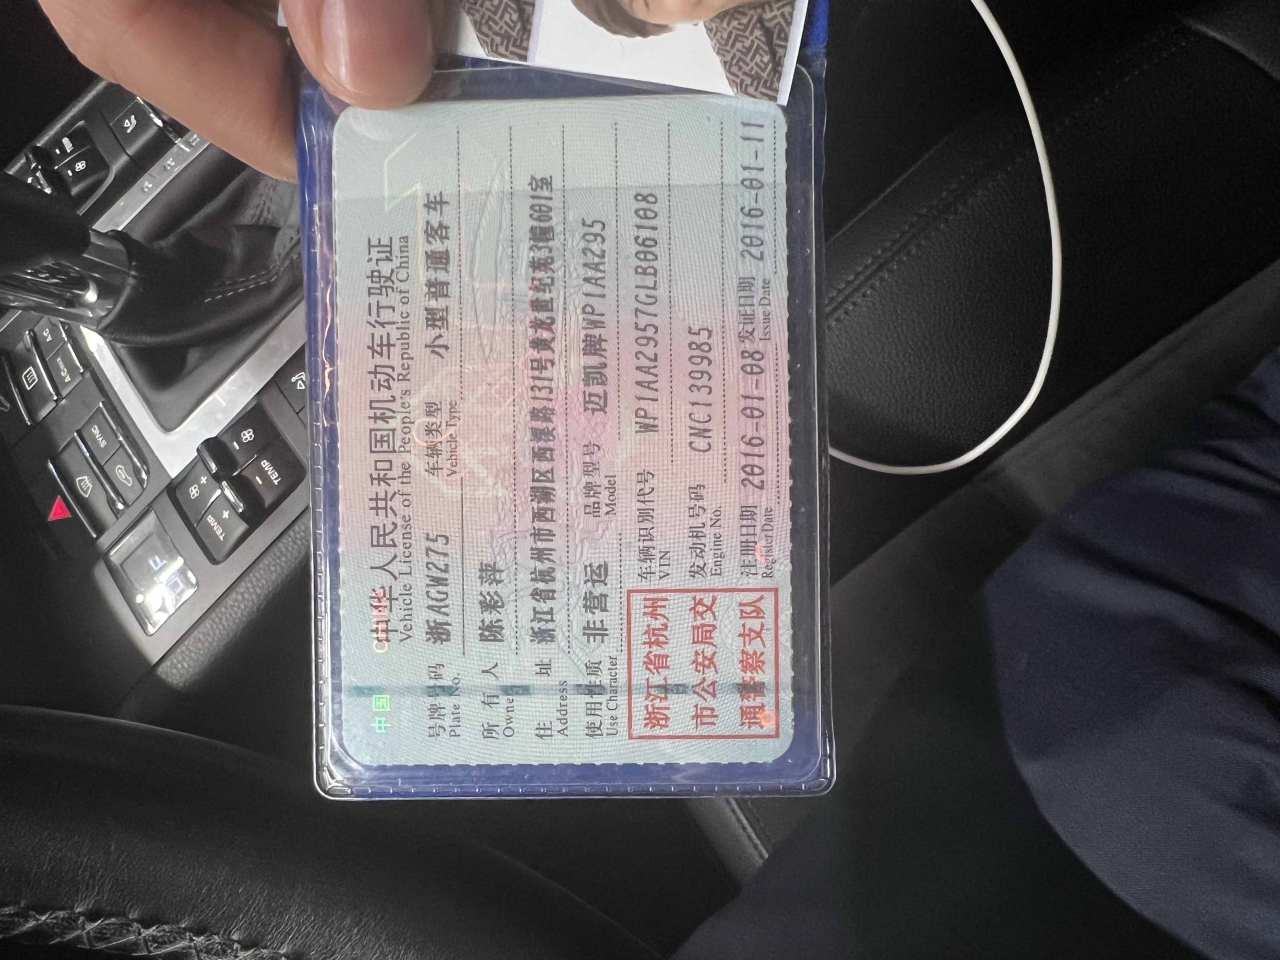 中国
中华人民共和国机动车行驶证
Vehicle License of the People's Republic of China
号牌号码 浙AGW275 车辆类型 小型普通客车
Plate No. Vehicle Type
所有人 陈彩萍
Owner
住址 浙江省杭州市西湖区西溪路131号黄龙世纪苑3幢601室
Address
使用性质 非营运 品牌型号 迈凯牌WP1AA295
Use Character Model
浙江省杭州
市公安局交
通警察支队
车辆识别代号 WP1AA2957GLB06108
VIN
发动机号码 CNC139985
Engine No.
注册日期 2016-01-08 发证日期 2016-01-11
Register Date Issue Date
A/C
A/C MAX
SYNC
TEMP
TEMP